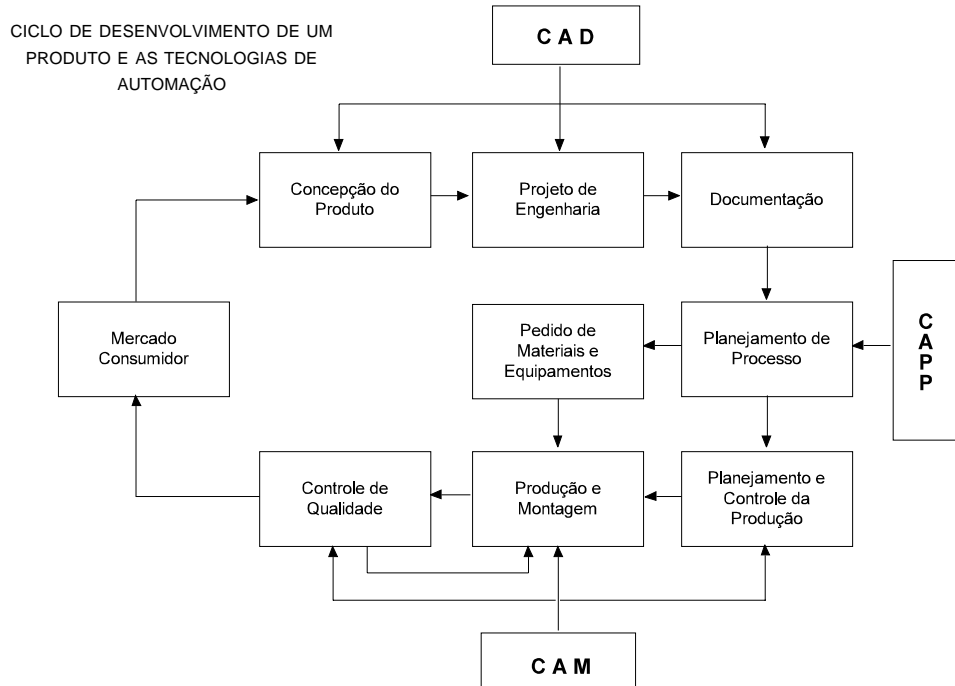 CICLO DE DESENVOLVIMENTO DE UM
PRODUTO E AS TECNOLOGIAS DE
AUTOMAÇÃO
C A D
Concepção do
Produto
Projeto de
Engenharia
Documentação
Mercado
Consumidor
Pedido de
Materiais e
Equipamentos
Planejamento de
Processo
C
A
P
P
Controle de
Qualidade
Produção e
Montagem
Planejamento e
Controle da
Produção
C A M